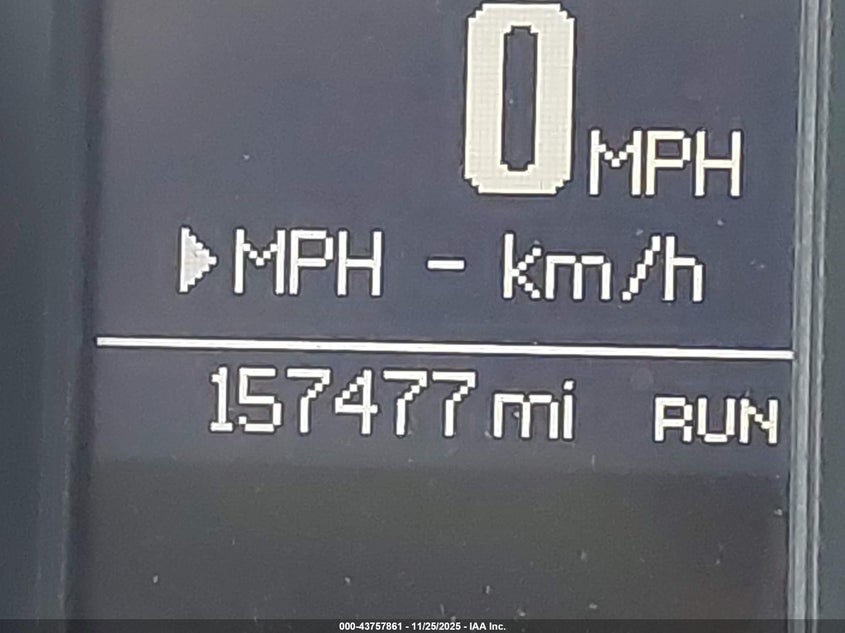 0 MPH
MPH - km/h
157477 mi RUN
000-43757861 - 11/25/2025 - IAA Inc.